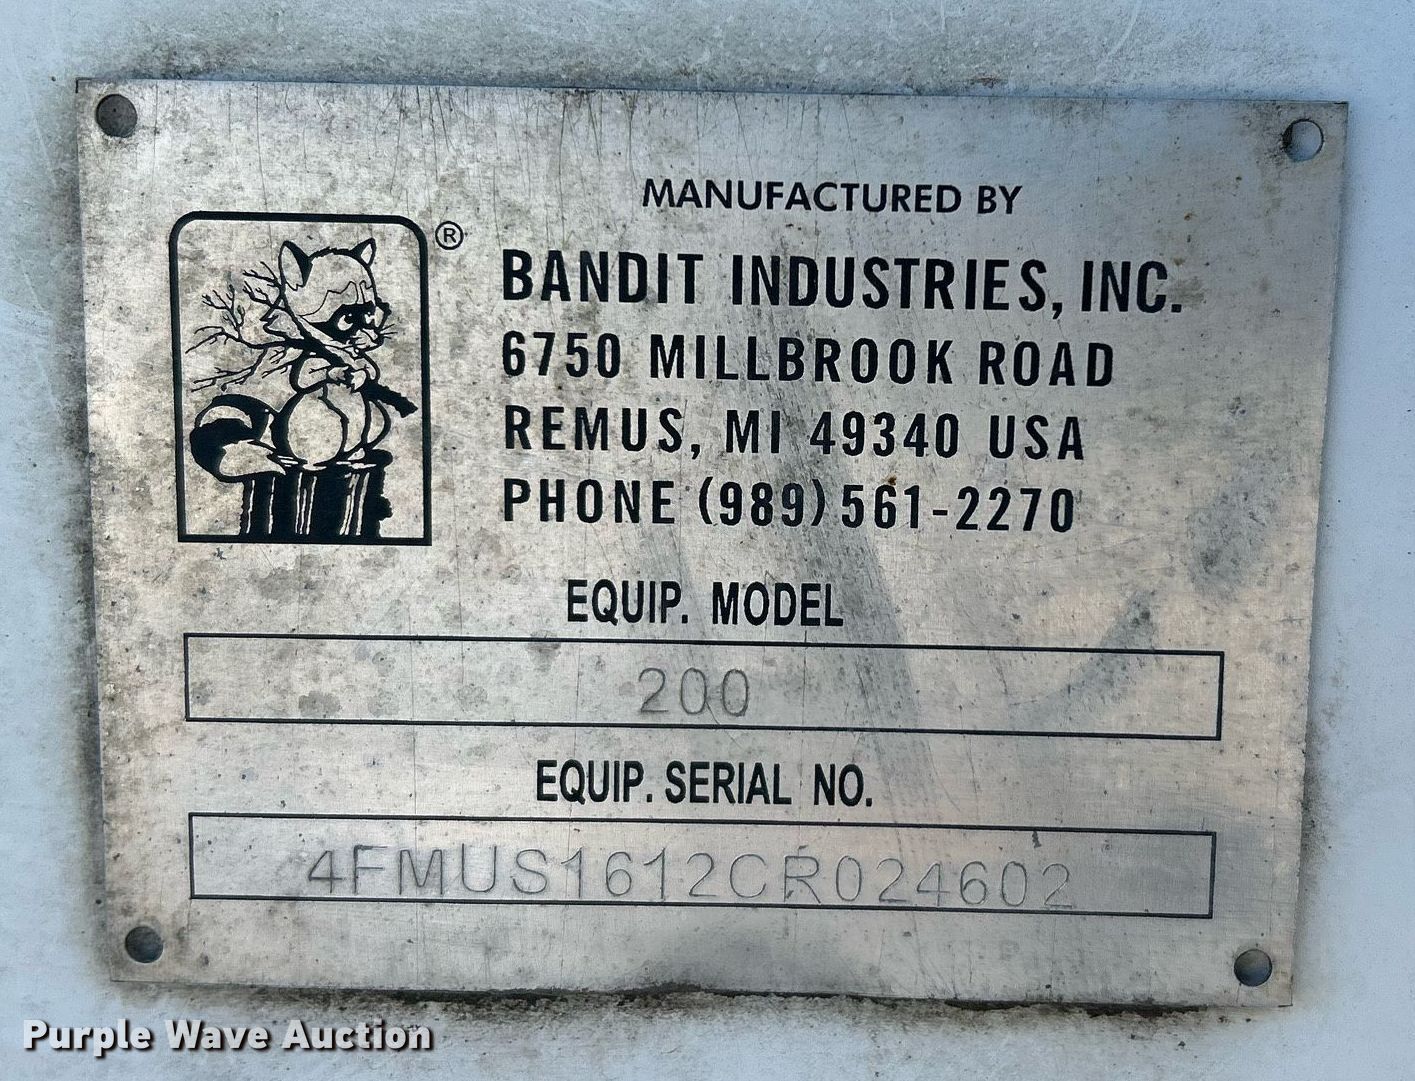 MANUFACTURED BY
®
BANDIT INDUSTRIES, INC.
6750 MILLBROOK ROAD
REMUS, MI 49340 USA
PHONE (989) 561-2270
EQUIP. MODEL
200
EQUIP. SERIAL NO.
4FMUS1612CR024602
Purple Wave Auction